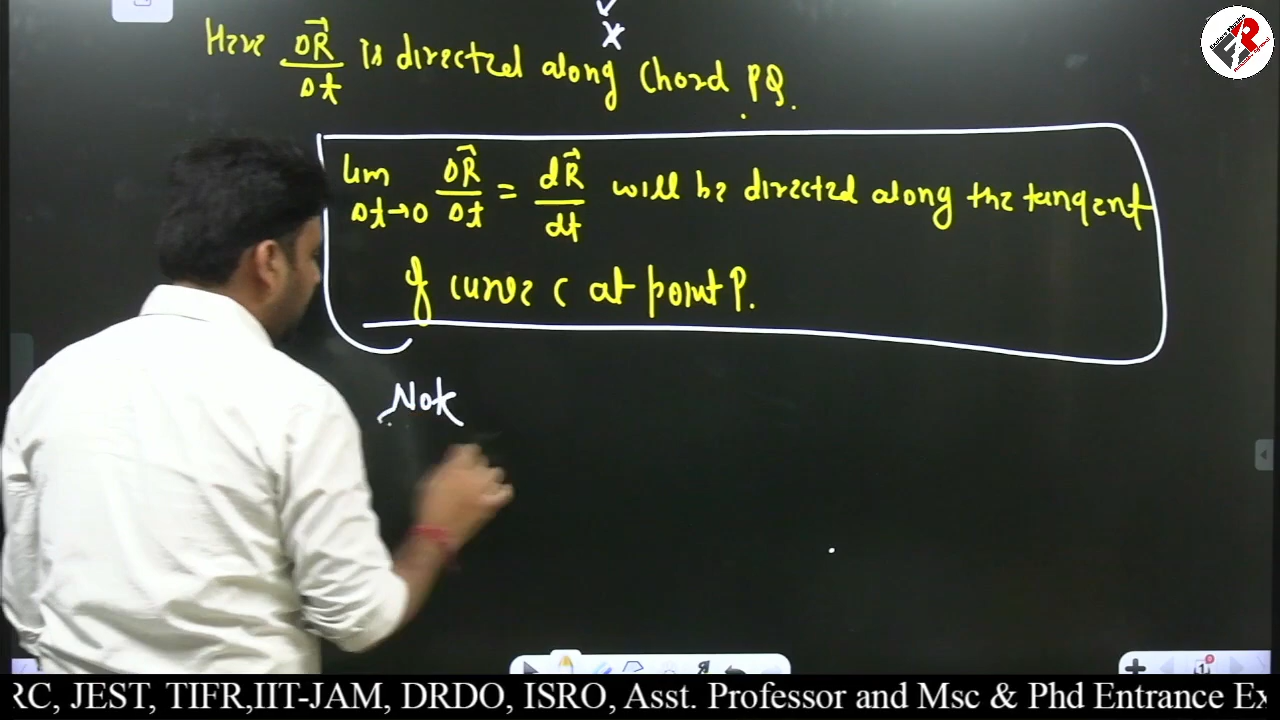 Here ΔR⃗/Δt is directed along Chord PQ.
lim Δt→0 ΔR⃗/Δt = dR⃗/dt will be directed along the tangent
of curve C at point P.
Note
RC, JEST, TIFR,IIT-JAM, DRDO, ISRO, Asst. Professor and Msc & Phd Entrance Ex